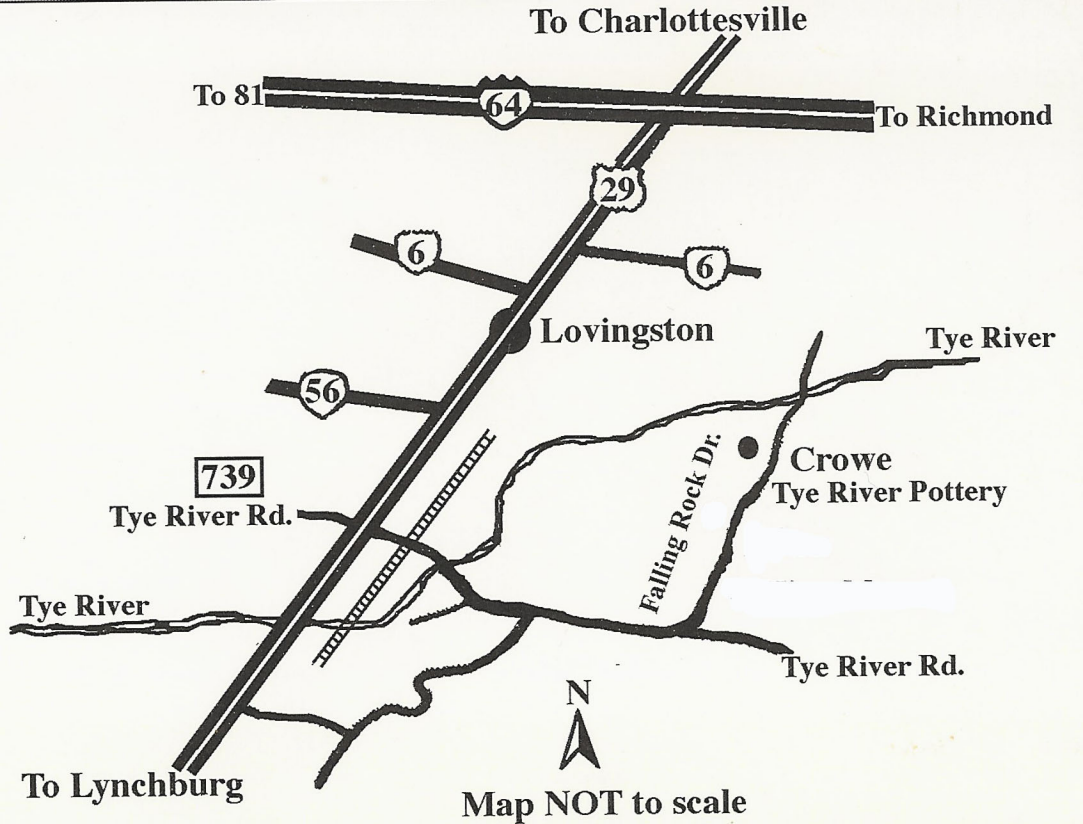 To Charlottesville
To 81
64
To Richmond
29
6
6
Lovingston
Tye River
56
Falling Rock Dr.
Crowe
Tye River Pottery
739
Tye River Rd.
Tye River
Tye River Rd.
N
To Lynchburg
Map NOT to scale